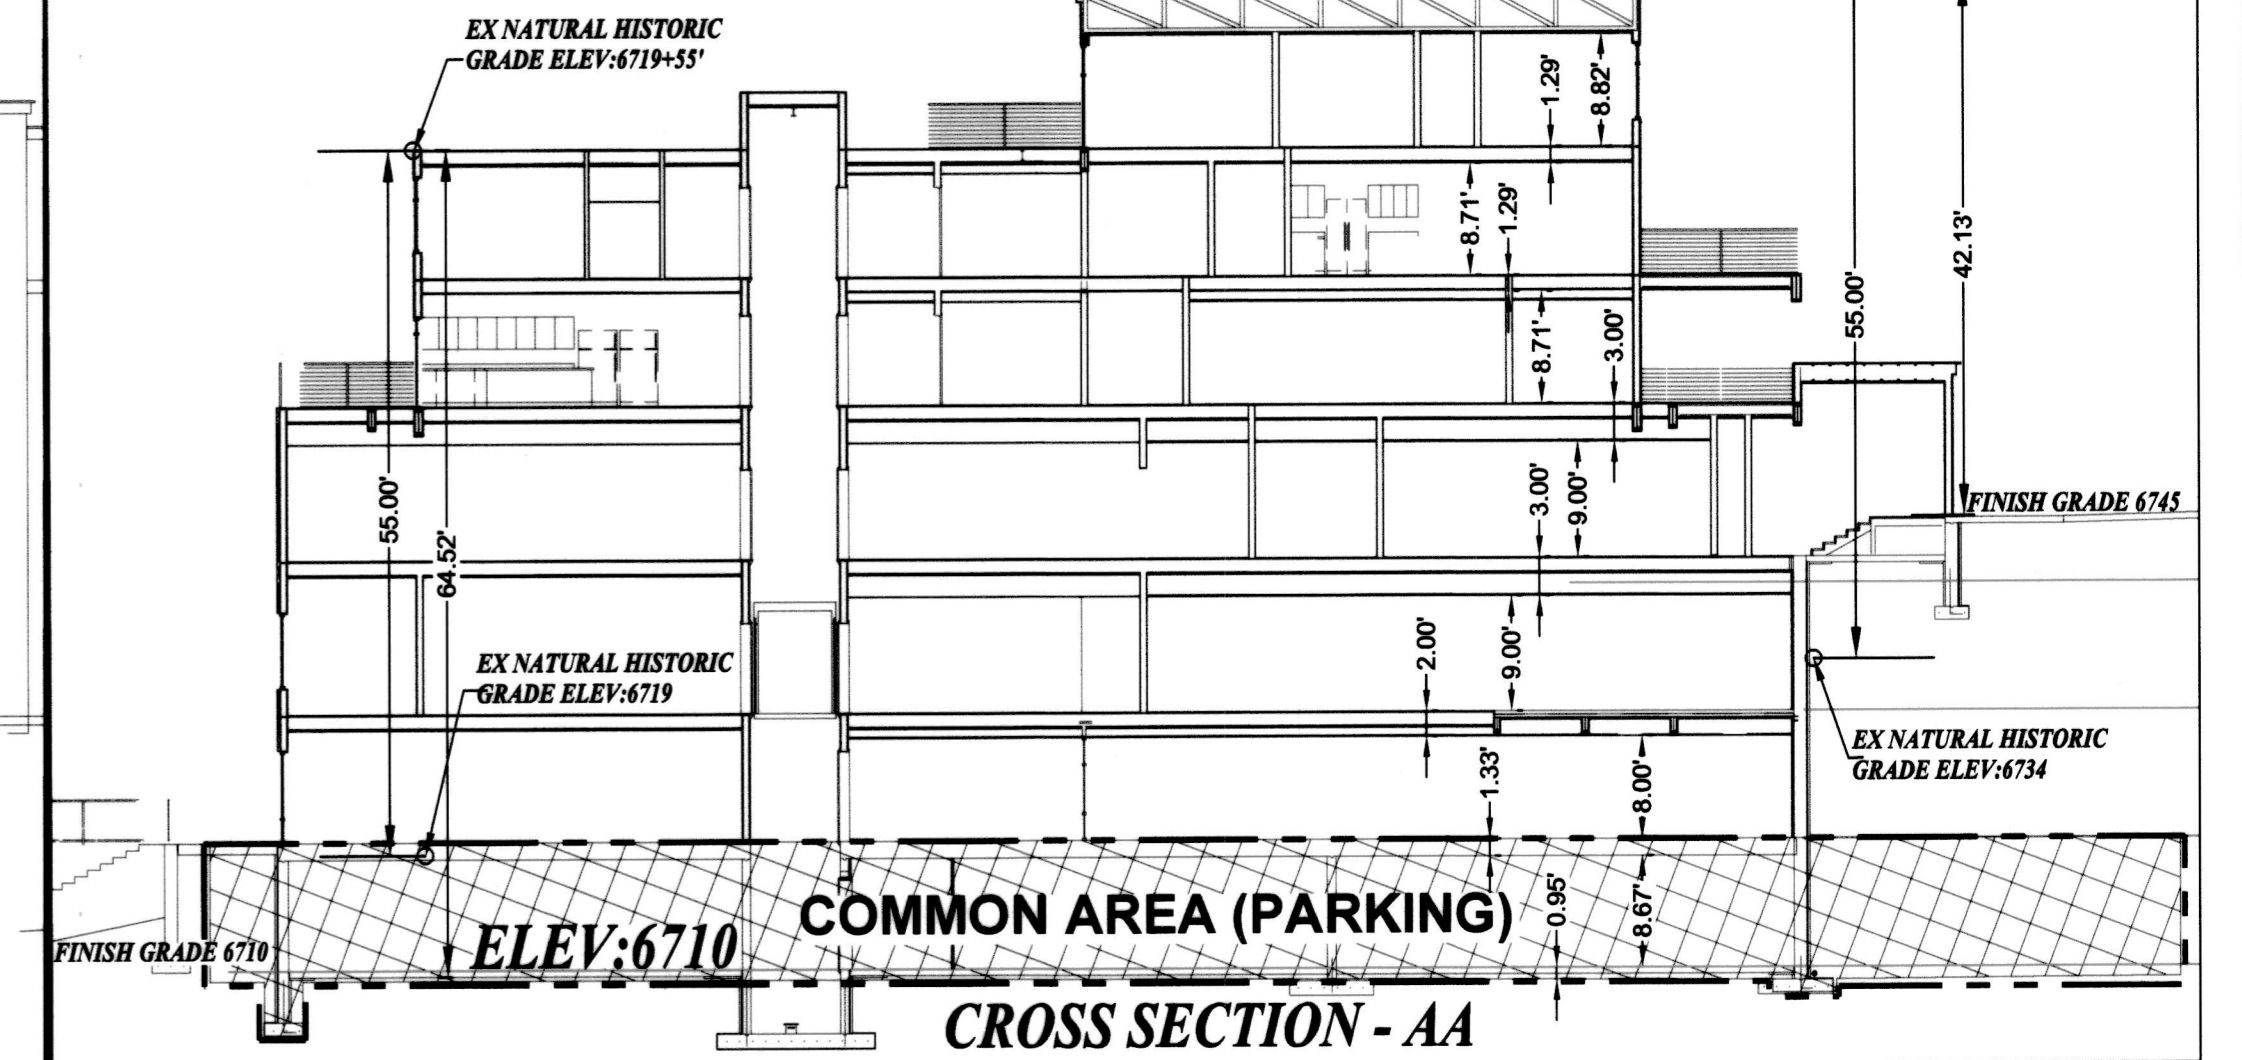 EX NATURAL HISTORIC
GRADE ELEV:6719+55'
1.29'
8.82'
8.71'
1.29'
42.13'
55.00'
8.71'
3.00'
55.00'
64.52'
3.00'
9.00'
FINISH GRADE 6745
EX NATURAL HISTORIC
GRADE ELEV:6719
2.00'
9.00'
EX NATURAL HISTORIC
GRADE ELEV:6734
1.33'
8.00'
COMMON AREA (PARKING)
0.95'
8.67'
FINISH GRADE 6710
ELEV:6710
CROSS SECTION - AA